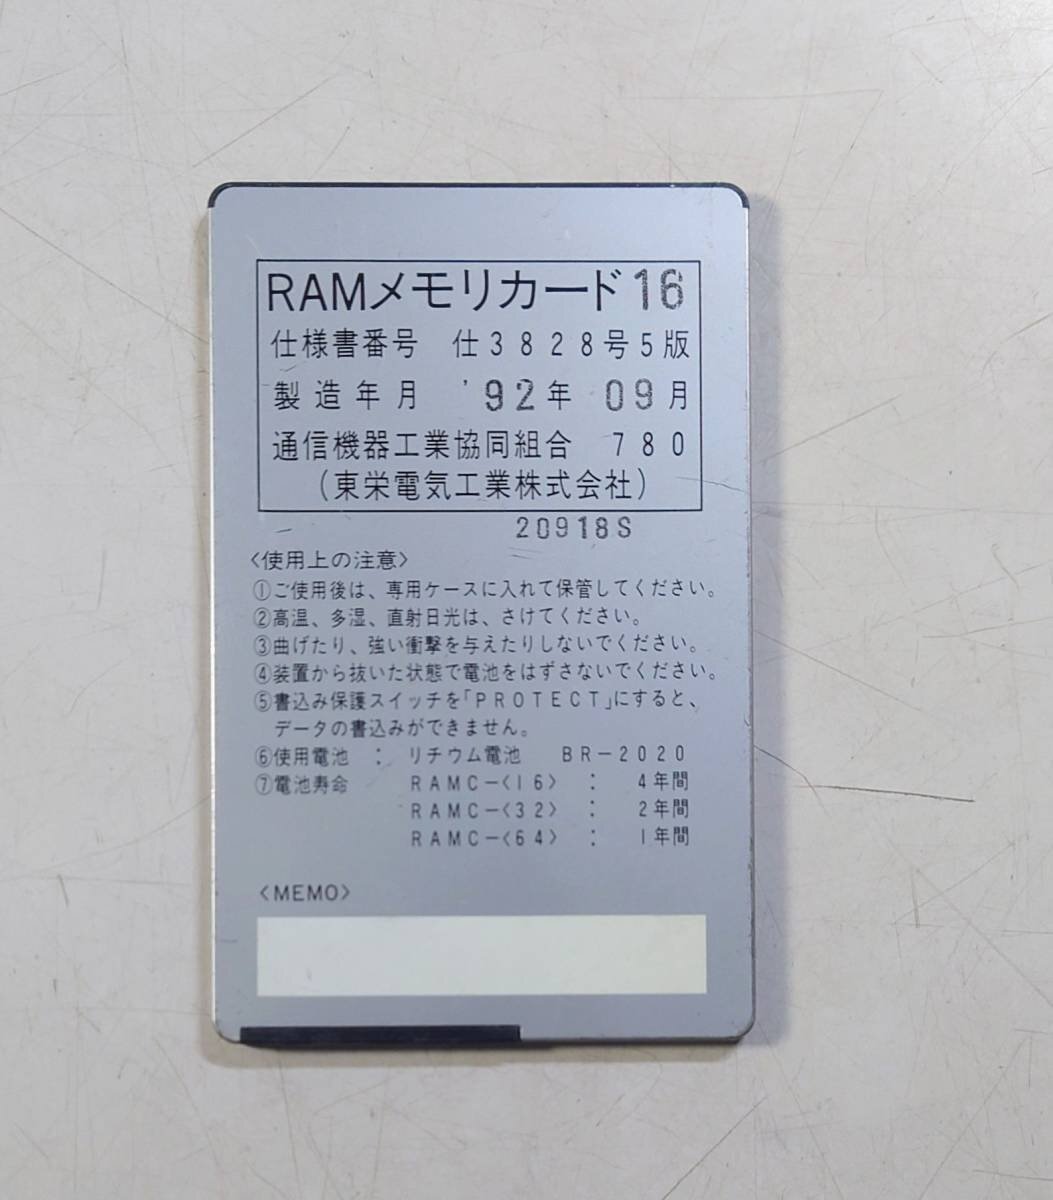 RAMメモリカード16
仕様書番号 仕3828号5版
製造年月 '92年 09月
通信機器工業協同組合 780
（東栄電気工業株式会社）
20918S
〈使用上の注意〉
①ご使用後は、専用ケースに入れて保管してください。
②高温、多湿、直射日光は、さけてください。
③曲げたり、強い衝撃を与えたりしないでください。
④装置から抜いた状態で電池をはずさないでください。
⑤書込み保護スイッチを「PROTECT」にすると、
データの書込みができません。
⑥使用電池 ： リチウム電池 BR－2020
⑦電池寿命 RAMC－〈16〉 ： 4年間
RAMC－〈32〉 ： 2年間
RAMC－〈64〉 ： 1年間
〈MEMO〉